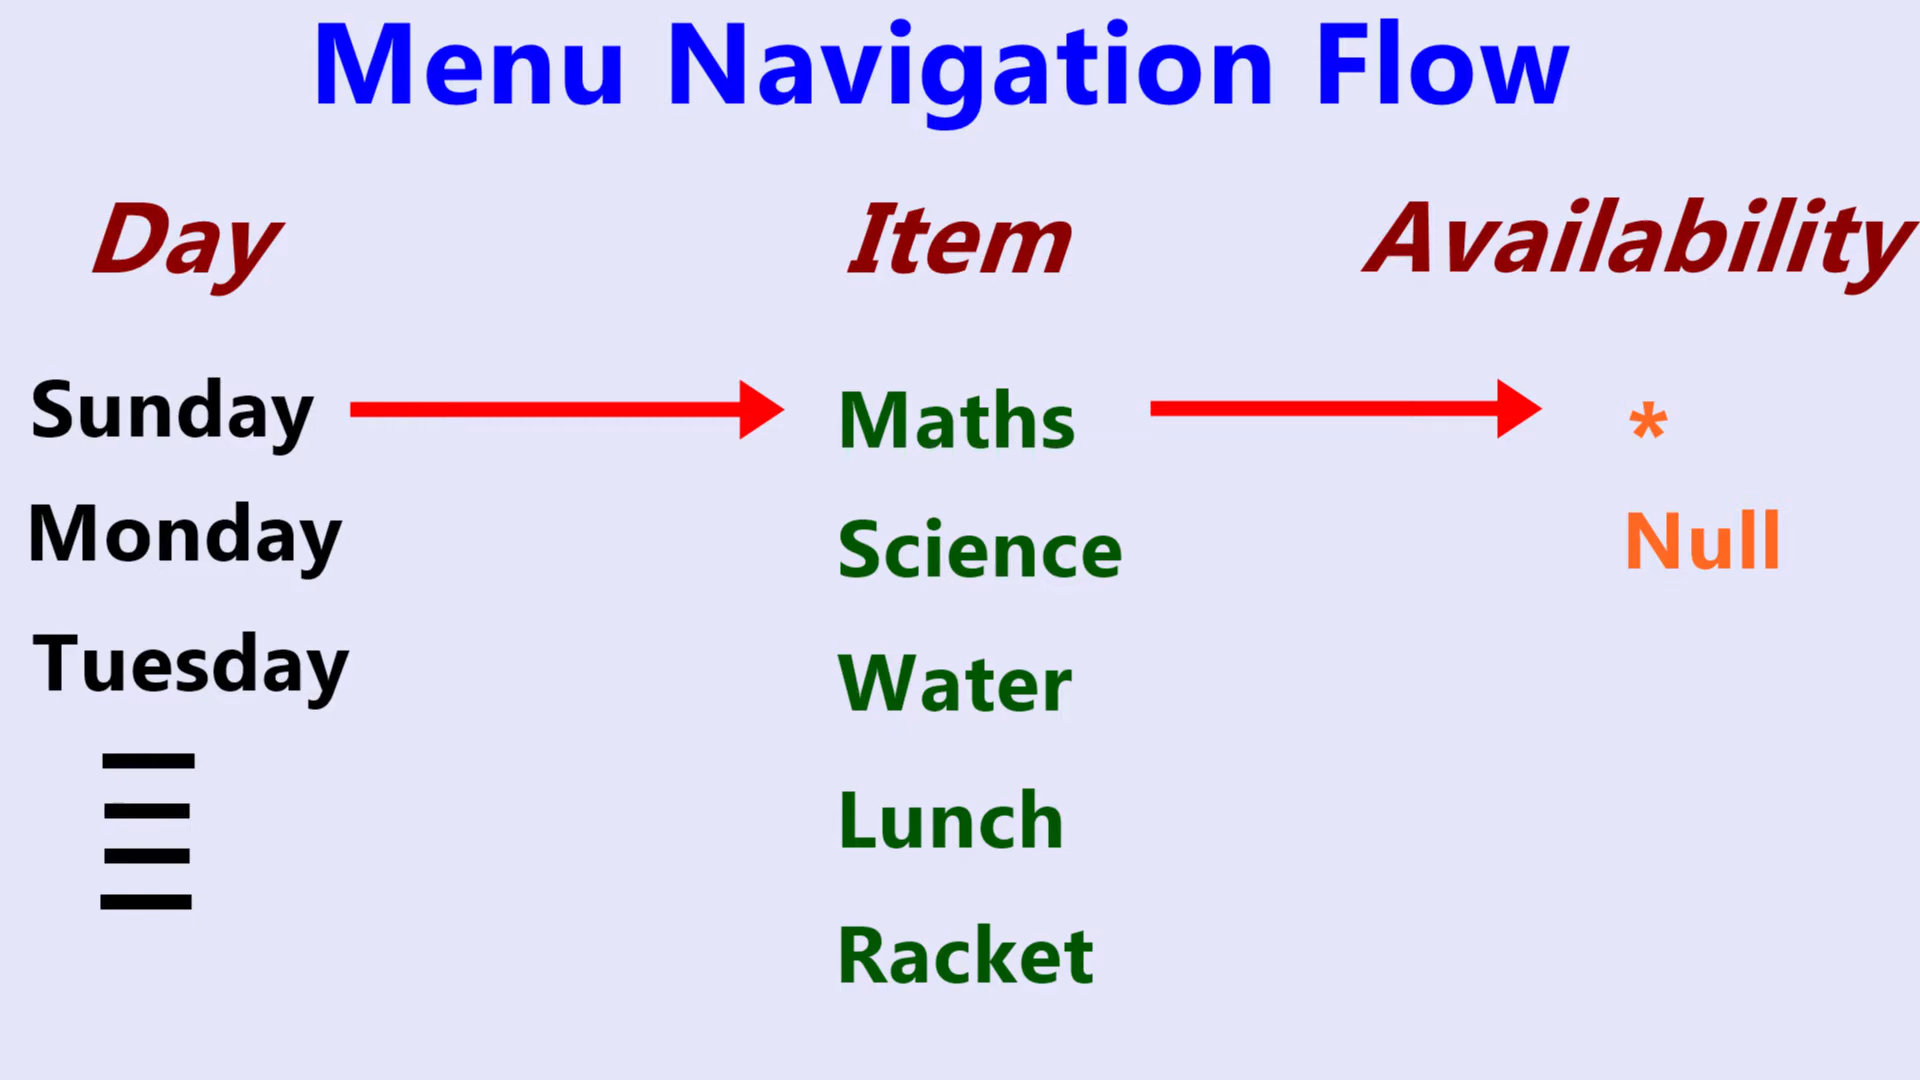 Menu Navigation Flow
Day Item Availability
Sunday Maths *
Monday Science Null
Tuesday Water
Lunch
Racket